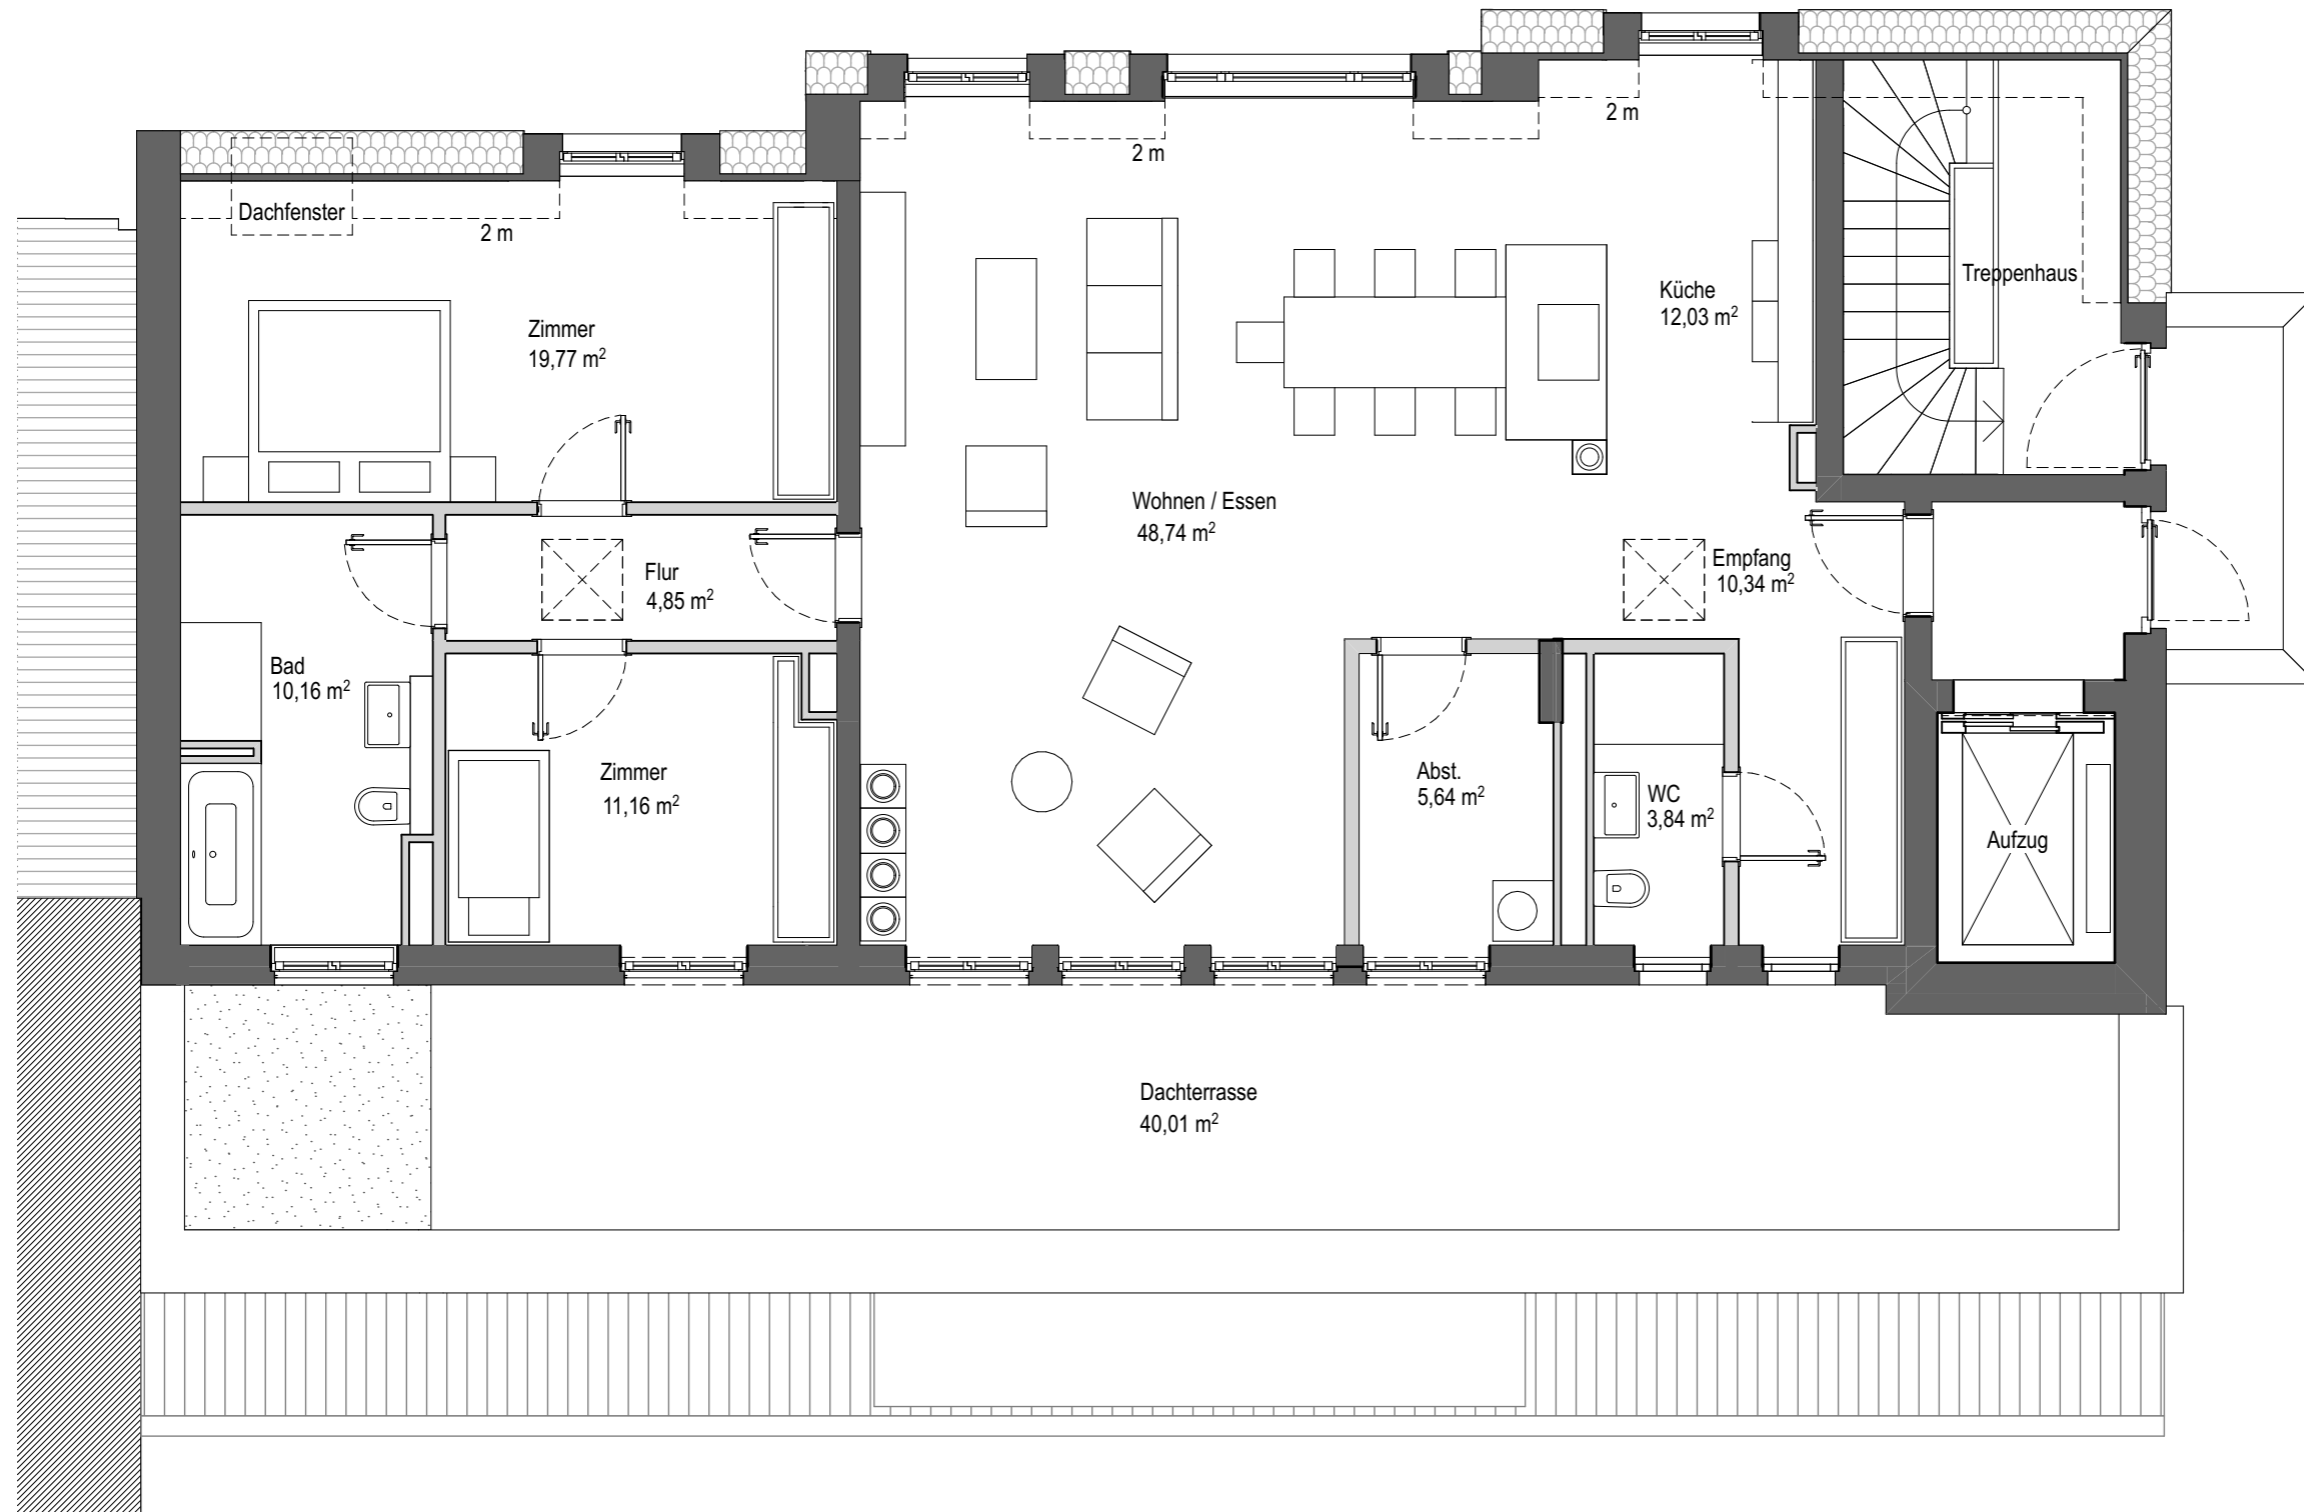 2 m
2 m
Dachfenster
2 m
Treppenhaus
Küche
12,03 m²
Zimmer
19,77 m²
Wohnen / Essen
48,74 m²
Flur
4,85 m²
Empfang
10,34 m²
Bad
10,16 m²
Zimmer
11,16 m²
Abst.
5,64 m²
WC
3,84 m²
Aufzug
Dachterrasse
40,01 m²